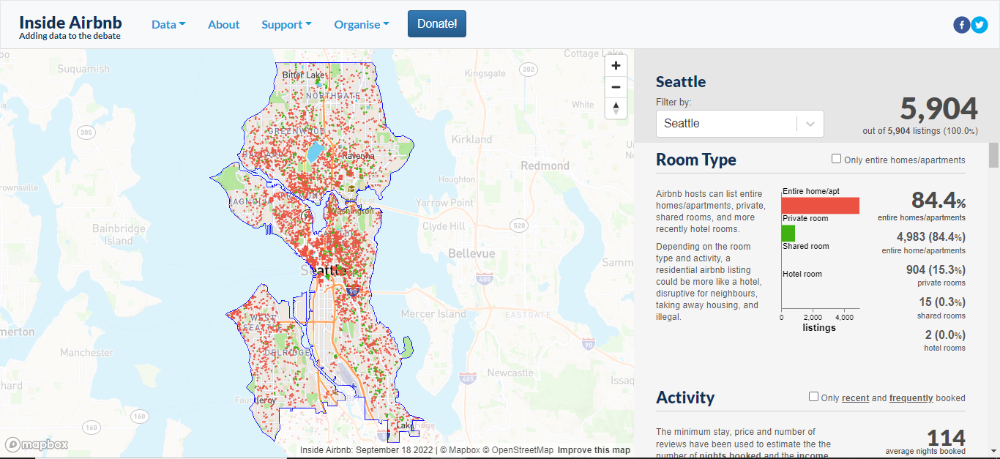 Inside Airbnb
Adding data to the debate
Data
About
Support
Organise
Donate!
Cottage Lake
Suquamish
Kingsgate
202
Bitter Lake
NORTHGATE
White
305
GREENWOOD
Kirkland
BALLARD
Ravenna
Redmond
Houghton
University of
Washington
MAGNOLIA
Yarrow Point
Bainbridge
Island
Clyde Hill
520
Bellevue
Samm
Seattle
405
90
WEST
SEATTLE
Mercer Island
EASTGATE
merton
90
Manchester
DELRIDGE
Newcastle
405
hard
Issaq
Fauntleroy
160
160
Lakeridge
mapbox
Inside Airbnb: September 18 2022 | © Mapbox © OpenStreetMap Improve this map
Seattle
Filter by:
Seattle
5,904
out of 5,904 listings (100.0%)
Room Type
Only entire homes/apartments
Airbnb hosts can list entire
homes/apartments, private,
shared rooms, and more
recently hotel rooms.
Depending on the room
type and activity, a
residential airbnb listing
could be more like a hotel,
disruptive for neighbours,
taking away housing, and
illegal.
Entire home/apt
Private room
Shared room
Hotel room
0 2,000 4,000
listings
84.4%
entire homes/apartments
4,983 (84.4%)
entire home/apartments
904 (15.3%)
private rooms
15 (0.3%)
shared rooms
2 (0.0%)
hotel rooms
Activity
Only recent and frequently booked
The minimum stay, price and number of
reviews have been used to estimate the the
number of nights booked and the income
114
average nights booked